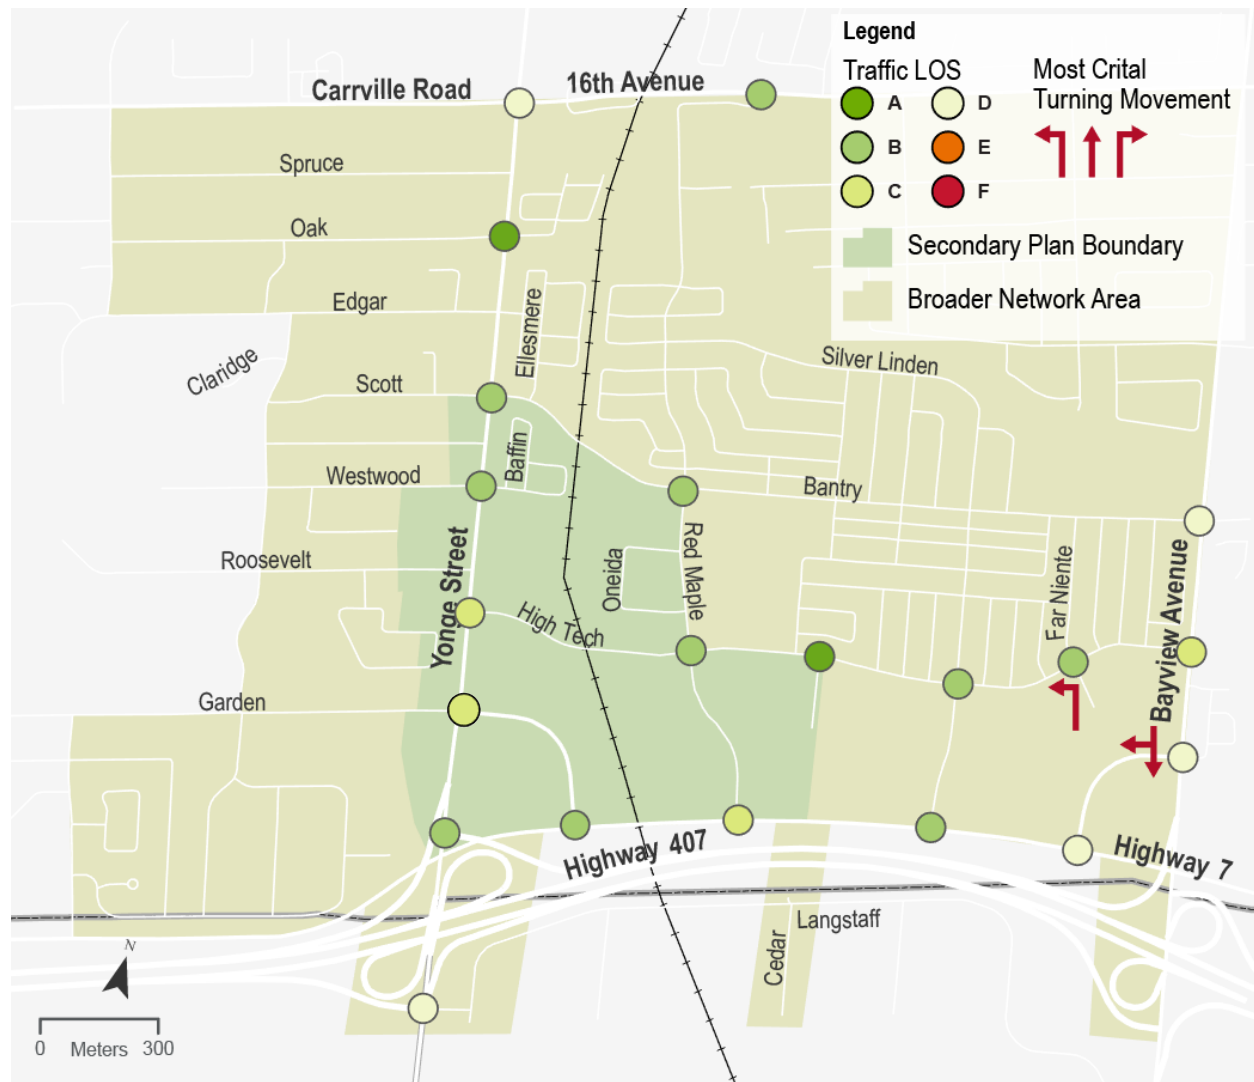 Legend
Traffic LOS
A
B
C
D
E
F
Most Crital
Turning Movement
Secondary Plan Boundary
Broader Network Area
Carrville Road
16th Avenue
Spruce
Oak
Edgar
Ellesmere
Claridge
Scott
Silver Linden
Baffin
Westwood
Bantry
Yonge Street
Roosevelt
Oneida
Red Maple
High Tech
Far Niente
Bayview Avenue
Garden
Highway 407
Highway 7
Langstaff
Cedar
N
0 Meters 300